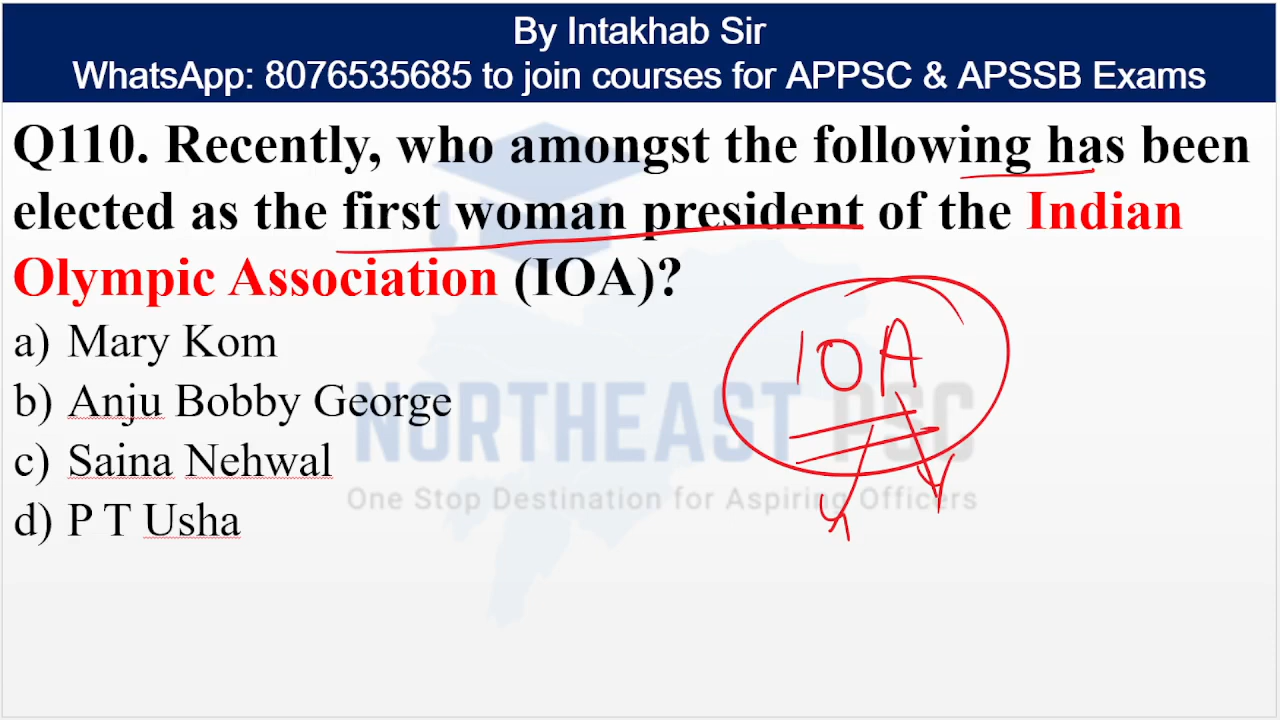 By Intakhab Sir
WhatsApp: 8076535685 to join courses for APPSC & APSSB Exams
Q110. Recently, who amongst the following has been
elected as the first woman president of the Indian
Olympic Association (IOA)?
a) Mary Kom
b) Anju Bobby George
c) Saina Nehwal
d) P T Usha
IOA
NORTHEAST PSC
One Stop Destination for Aspiring Officers